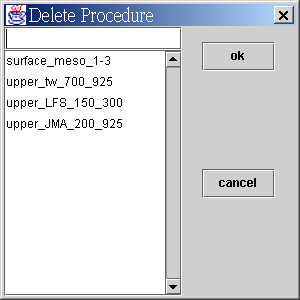 Delete Procedure
surface_meso_1-3
upper_tw_700_925
upper_LFS_150_300
upper_JMA_200_925
ok
cancel